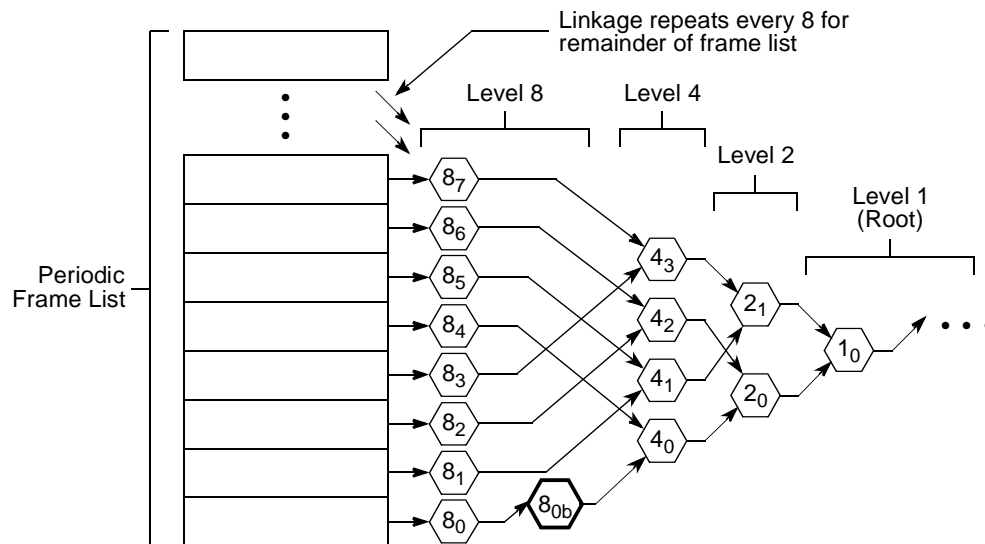 Linkage repeats every 8 for
remainder of frame list
Level 8
Level 4
Level 2
Level 1
(Root)
Periodic
Frame List
8₇
8₆
8₅
8₄
8₃
8₂
8₁
8₀
8₀b
4₃
4₂
4₁
4₀
2₁
2₀
1₀